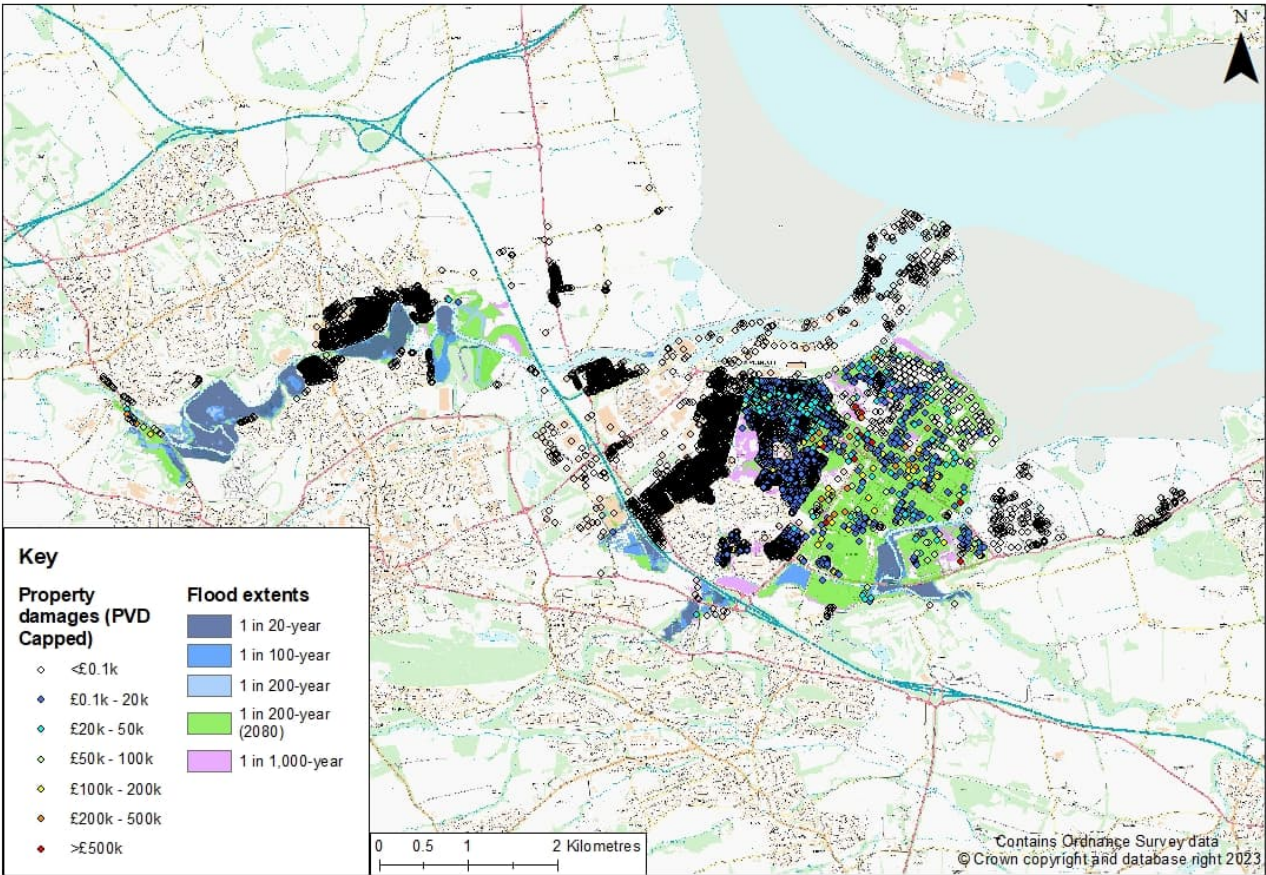 N
Key
Property
damages (PVD
Capped)
<£0.1k
£0.1k - 20k
£20k - 50k
£50k - 100k
£100k - 200k
£200k - 500k
>£500k
Flood extents
1 in 20-year
1 in 100-year
1 in 200-year
1 in 200-year
(2080)
1 in 1,000-year
0 0.5 1 2 Kilometres
Contains Ordnance Survey data
© Crown copyright and database right 2023